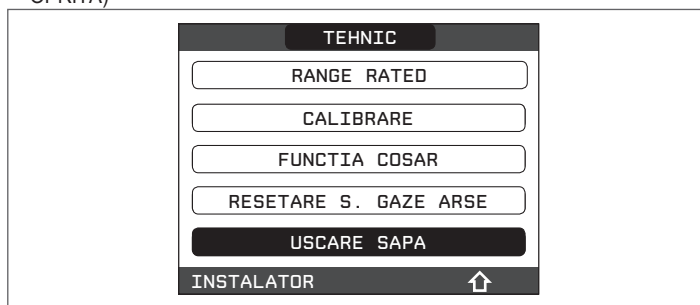 TEHNIC
RANGE RATED
CALIBRARE
FUNCTIA COSAR
RESETARE S. GAZE ARSE
USCARE SAPA
INSTALATOR